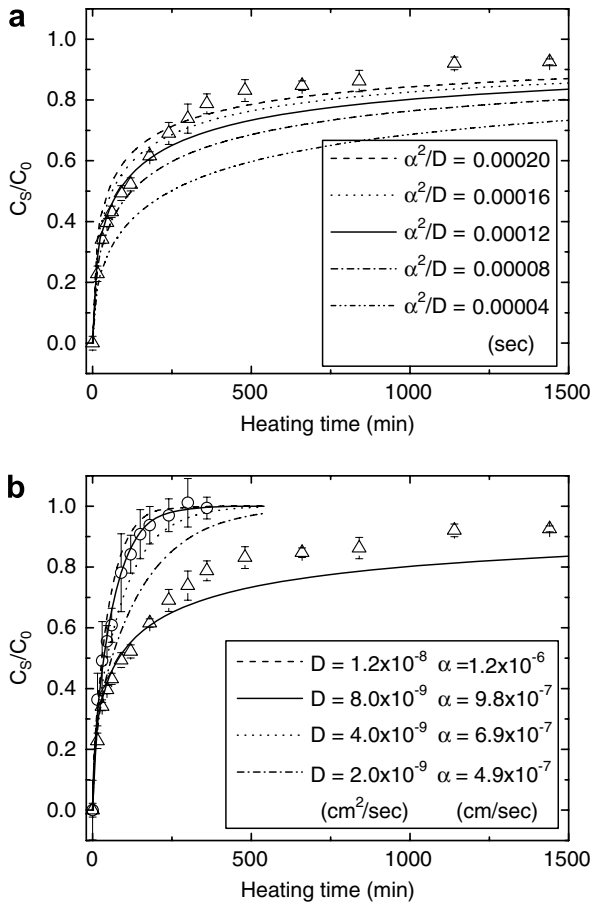 a
1.0
0.8
0.6
0.4
0.2
0.0
C_S/C_0
α²/D = 0.00020
α²/D = 0.00016
α²/D = 0.00012
α²/D = 0.00008
α²/D = 0.00004
(sec)
0 500 1000 1500
Heating time (min)
b
1.0
0.8
0.6
0.4
0.2
0.0
C_S/C_0
D = 1.2x10⁻⁸ α =1.2x10⁻⁶
D = 8.0x10⁻⁹ α = 9.8x10⁻⁷
D = 4.0x10⁻⁹ α = 6.9x10⁻⁷
D = 2.0x10⁻⁹ α = 4.9x10⁻⁷
(cm²/sec) (cm/sec)
0 500 1000 1500
Heating time (min)